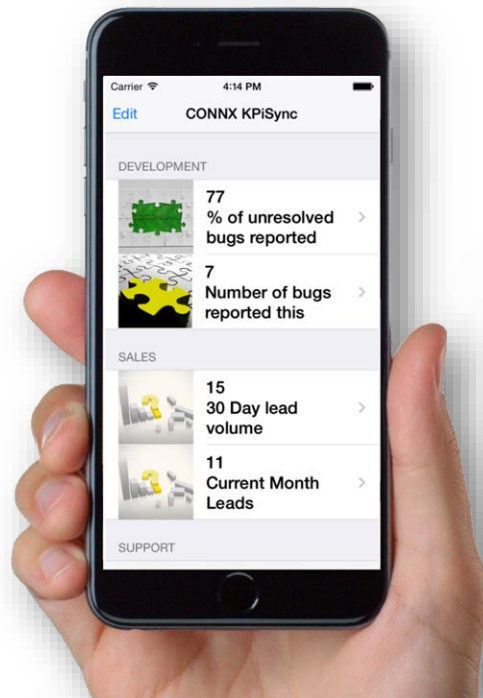 Carrier 4:14 PM
Edit CONNX KPiSync
DEVELOPMENT
77
% of unresolved
bugs reported
7
Number of bugs
reported this
SALES
15
30 Day lead
volume
11
Current Month
Leads
SUPPORT